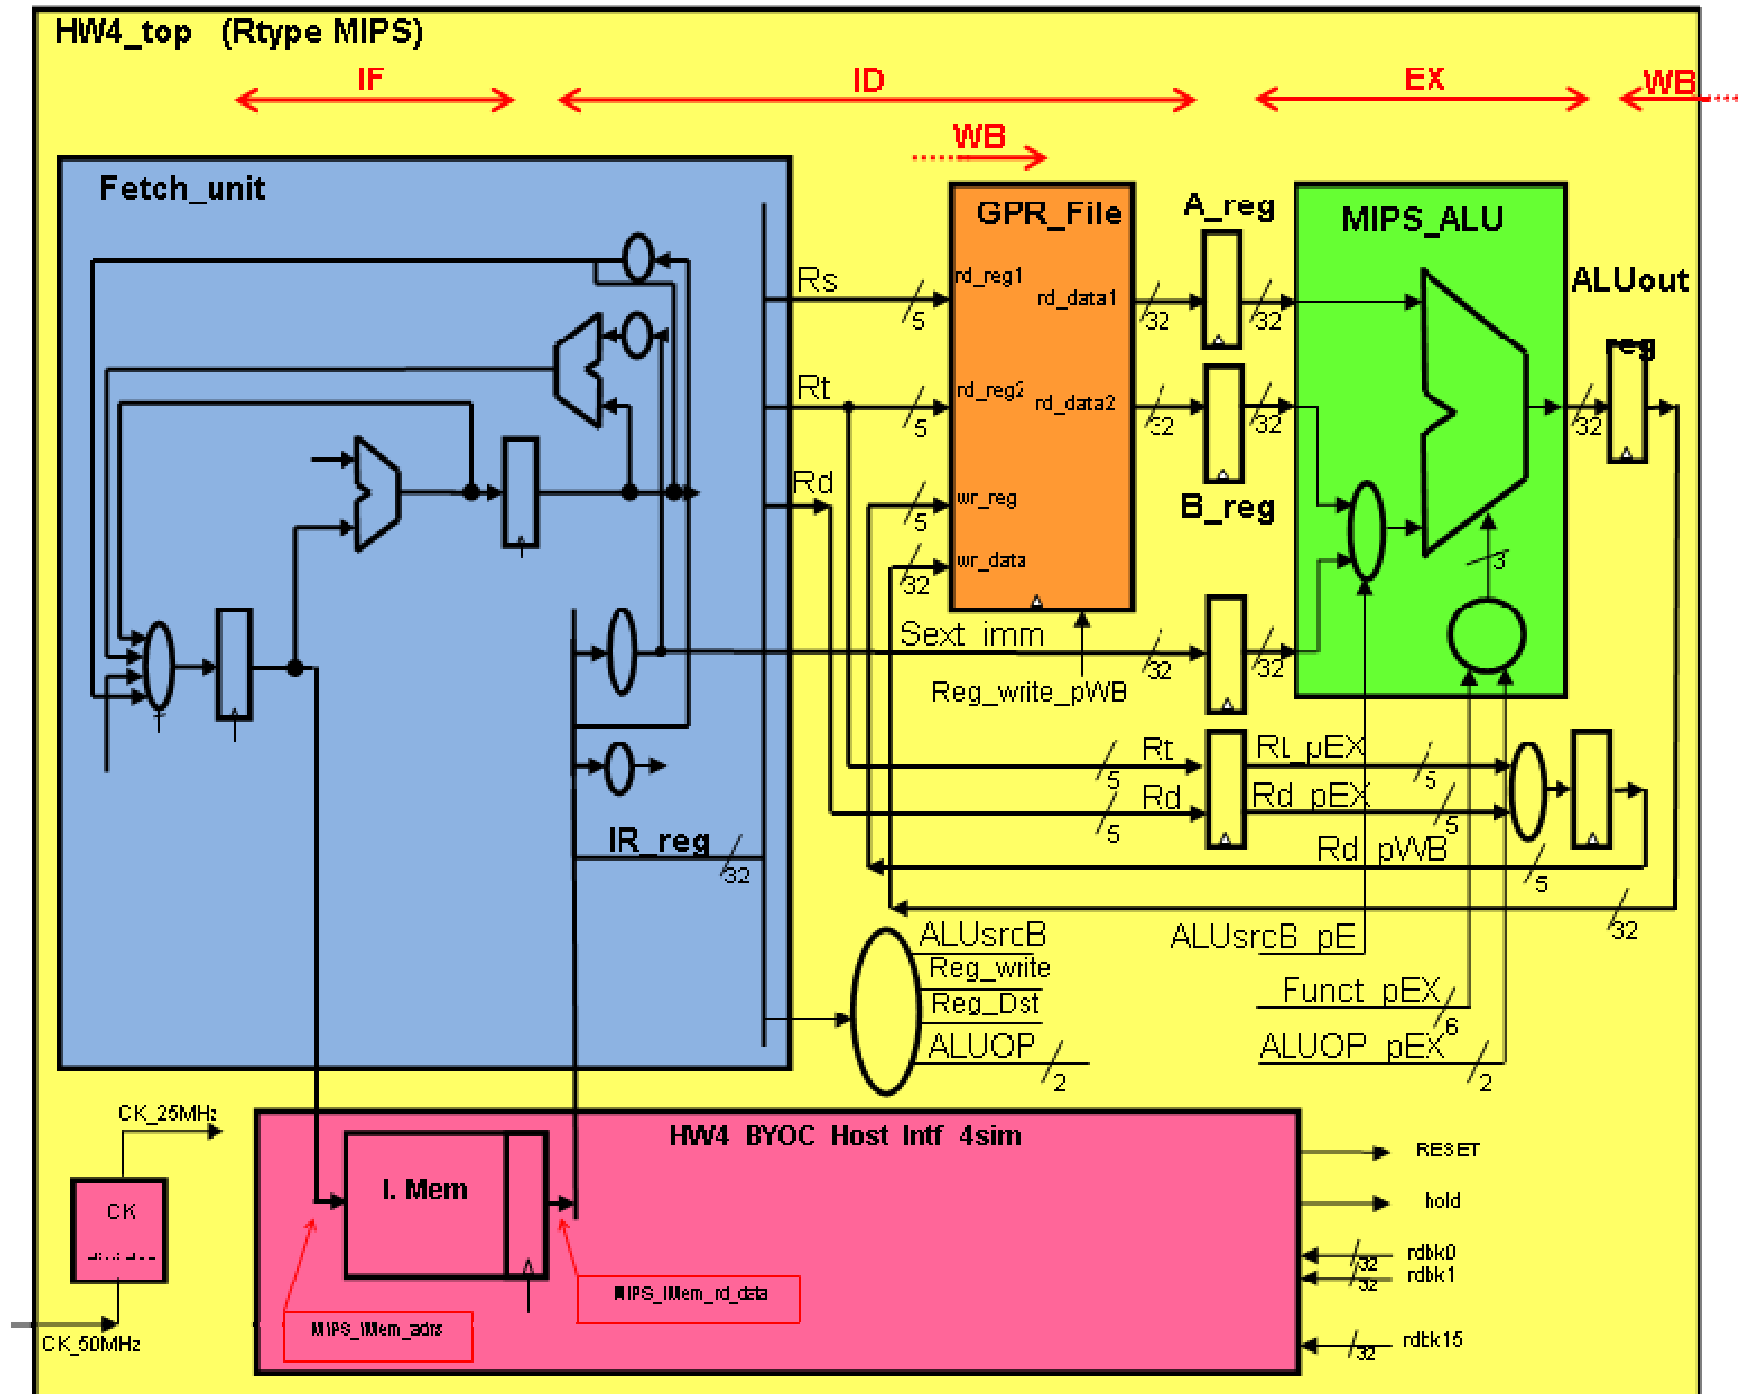 HW4_top (Rtype MIPS)
IF
ID
EX
WB
WB
Fetch_unit
GPR_File
A_reg
MIPS_ALU
ALUout
reg
Rs
5
rd_reg1
rd_data1
32
32
Rt
5
rd_reg2
rd_data2
32
32
32
Rd
5
wr_reg
B_reg
32
wr_data
3
Sext_imm
32
32
Reg_write_pWB
5
Rt
Rt_pEX
5
5
Rd
Rd_pEX
5
IR_reg
32
Rd_pWB
5
32
ALUsrcB
ALUsrcB_pE
Reg_write
Reg_Dst
Funct_pEX
6
ALUOP
2
ALUOP_pEX
2
CK_25MHz
HW4_BYOC_Host_Intf_4sim
RESET
I. Mem
hold
CK
rdbk0
32
rdbk1
32
MIPS_IMem_rd_data
MIPS_IMem_adrs
CK_50MHz
rdbk15
32